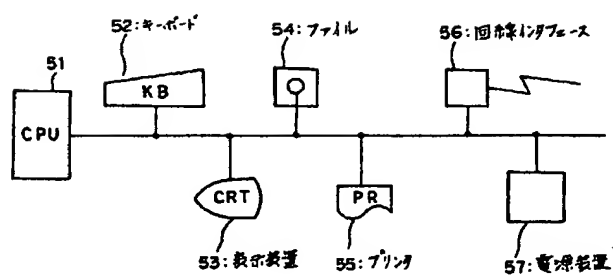 52:キーボード
54:ファイル
56:回線インタフェース
51
KB
CPU
CRT
PR
53:表示装置
55:プリンタ
57:電源装置